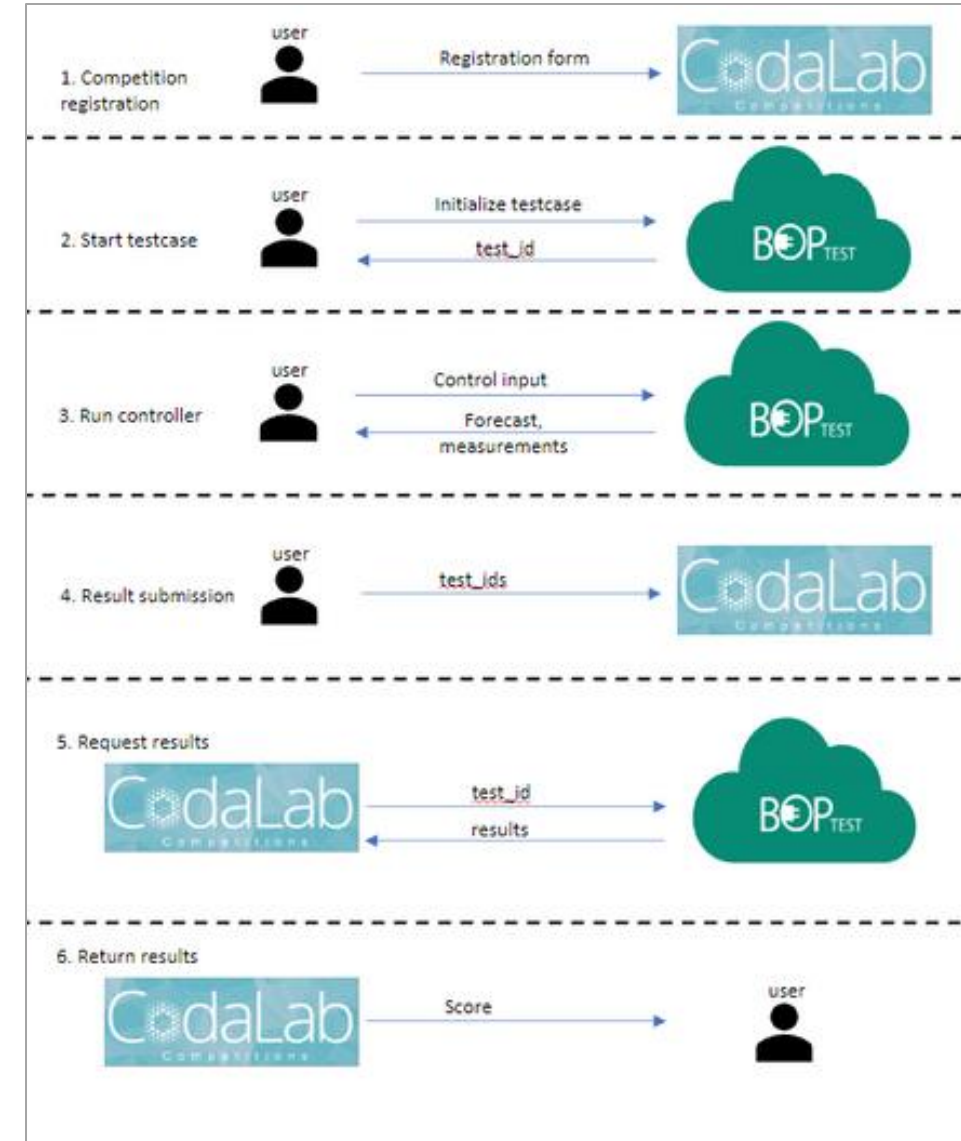 user
Registration form
CodaLab
Competitions
1. Competition
registration
user
Initialize testcase
2. Start testcase
test_id
BOPTEST
user
Control input
3. Run controller
Forecast,
measurements
BOPTEST
user
test_ids
4. Result submission
CodaLab
Competitions
5. Request results
CodaLab
Competitions
test_id
results
BOPTEST
6. Return results
CodaLab
Competitions
Score
user